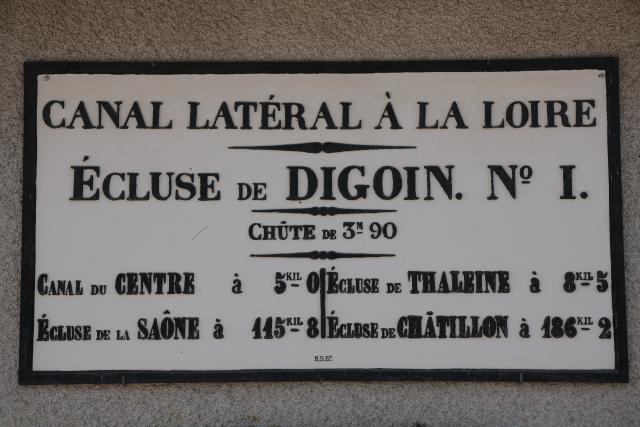 CANAL LATÉRAL À LA LOIRE
ÉCLUSE DE DIGOIN. Nº I.
CHÛTE DE 3ᴹ 90
CANAL DU CENTRE à 5ᴷᴵᴸ 0 ÉCLUSE DE THALEINE à 8ᴷᴵᴸ 5
ÉCLUSE DE LA SAÔNE à 115ᴷᴵᴸ 8 ÉCLUSE DE CHÂTILLON à 186ᴷᴵᴸ 2